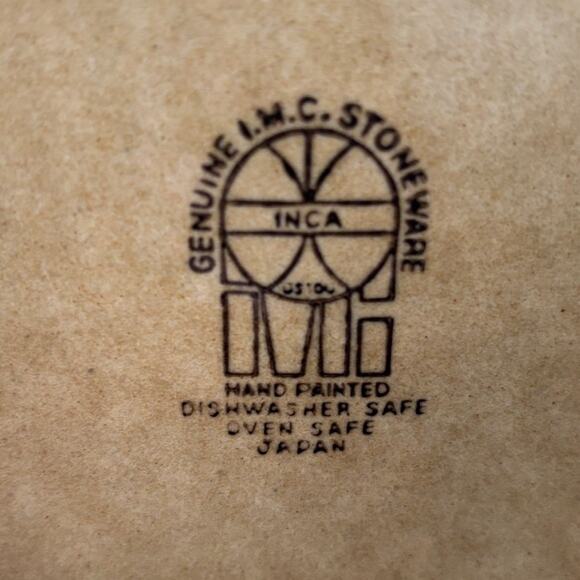 GENUINE I.M.C. STONEWARE
INCA
HAND PAINTED
DISHWASHER SAFE
OVEN SAFE
JAPAN